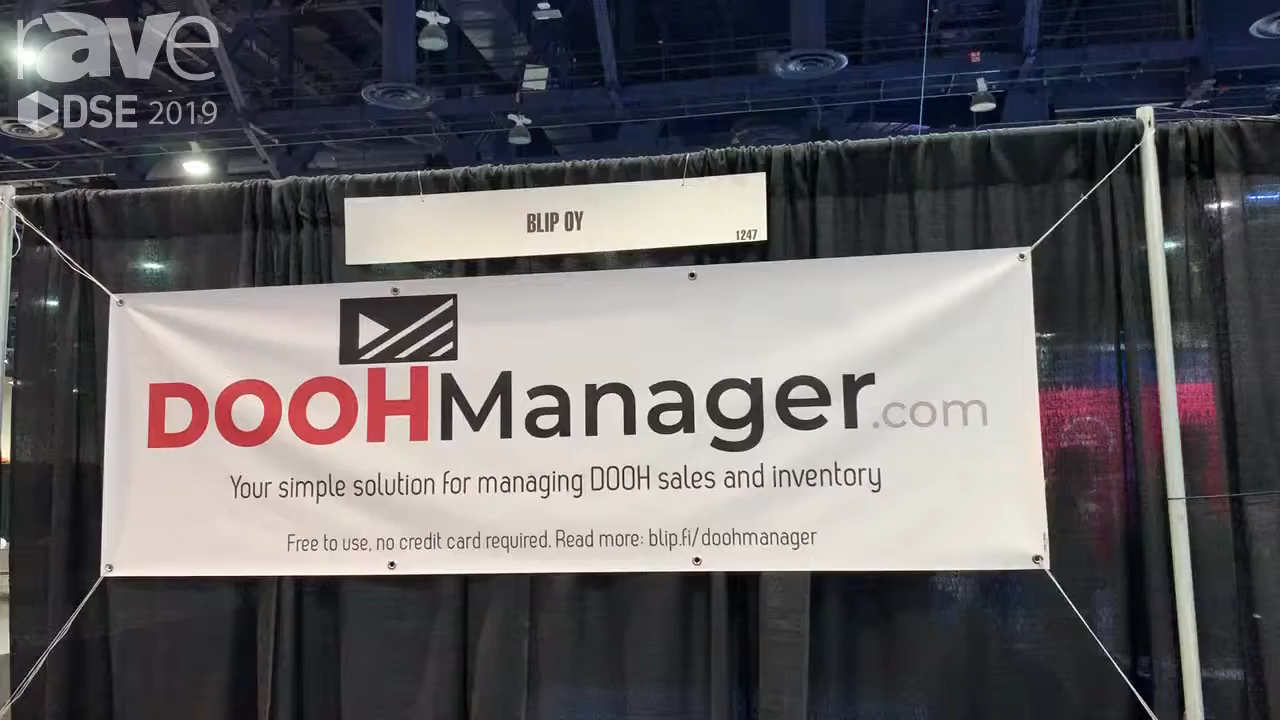 rAVe
DSE 2019
BLIP OY
1247
DOOHManager.com
Your simple solution for managing DOOH sales and inventory
Free to use, no credit card required. Read more: blip.fi/doohmanager